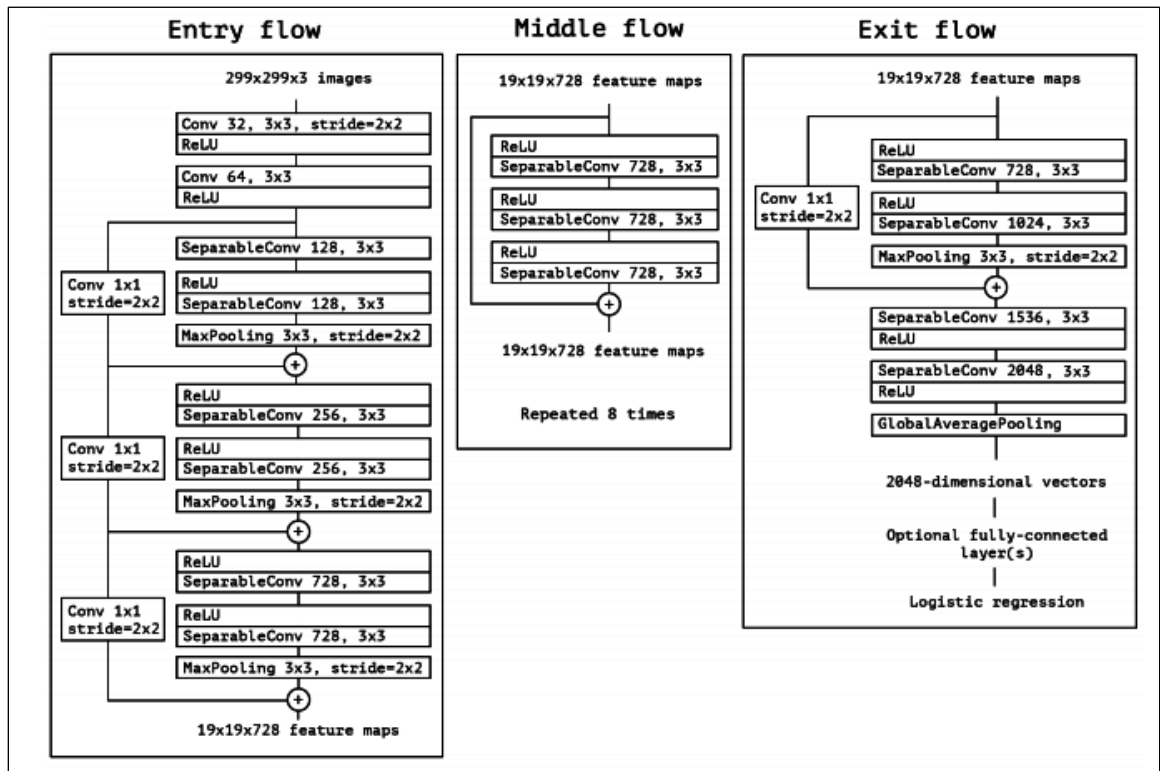 Entry flow
299x299x3 images
Conv 32, 3x3, stride=2x2
ReLU
Conv 64, 3x3
ReLU
SeparableConv 128, 3x3
Conv 1x1
stride=2x2
ReLU
SeparableConv 128, 3x3
MaxPooling 3x3, stride=2x2
+
ReLU
SeparableConv 256, 3x3
Conv 1x1
stride=2x2
ReLU
SeparableConv 256, 3x3
MaxPooling 3x3, stride=2x2
+
ReLU
SeparableConv 728, 3x3
Conv 1x1
stride=2x2
ReLU
SeparableConv 728, 3x3
MaxPooling 3x3, stride=2x2
+
19x19x728 feature maps
Middle flow
19x19x728 feature maps
ReLU
SeparableConv 728, 3x3
ReLU
SeparableConv 728, 3x3
ReLU
SeparableConv 728, 3x3
+
19x19x728 feature maps
Repeated 8 times
Exit flow
19x19x728 feature maps
ReLU
SeparableConv 728, 3x3
Conv 1x1
stride=2x2
ReLU
SeparableConv 1024, 3x3
MaxPooling 3x3, stride=2x2
+
SeparableConv 1536, 3x3
ReLU
SeparableConv 2048, 3x3
ReLU
GlobalAveragePooling
2048-dimensional vectors
Optional fully-connected
layer(s)
Logistic regression